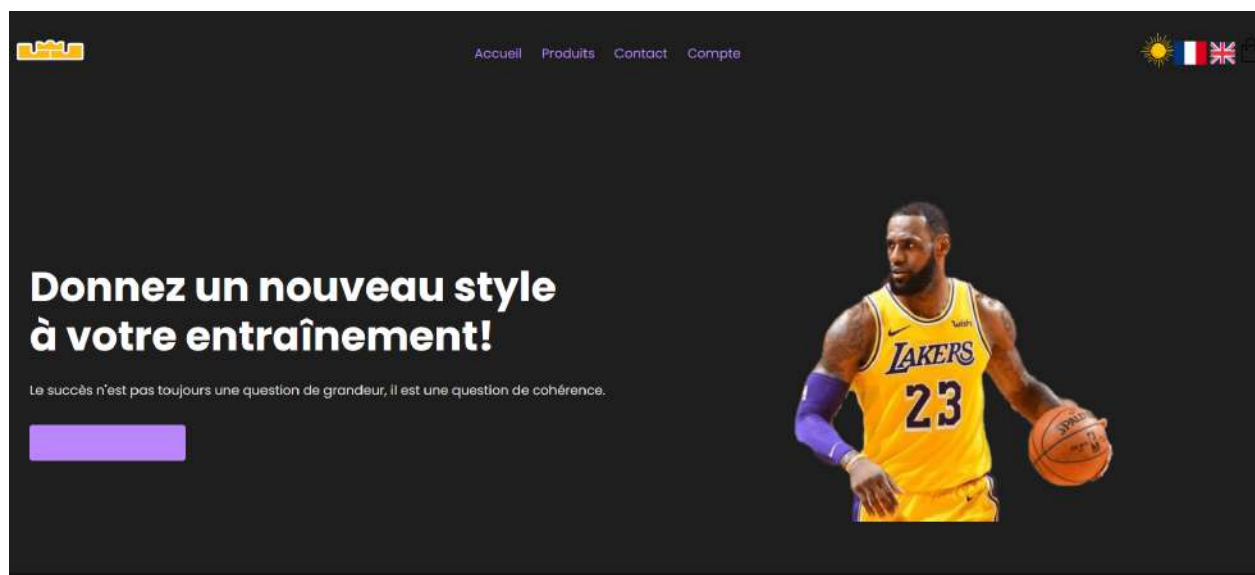 Accueil Produits Contact Compte
Donnez un nouveau style
à votre entraînement!
Le succès n'est pas toujours une question de grandeur, il est une question de cohérence.
wish
LAKERS
23